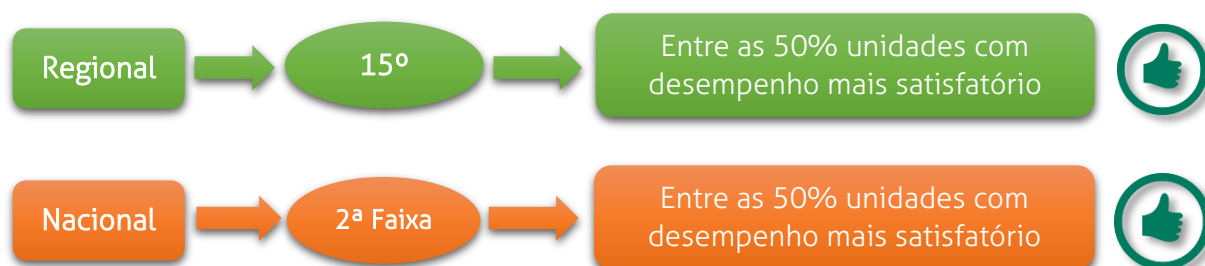 Regional
15º
Entre as 50% unidades com
desempenho mais satisfatório
Nacional
2ª Faixa
Entre as 50% unidades com
desempenho mais satisfatório